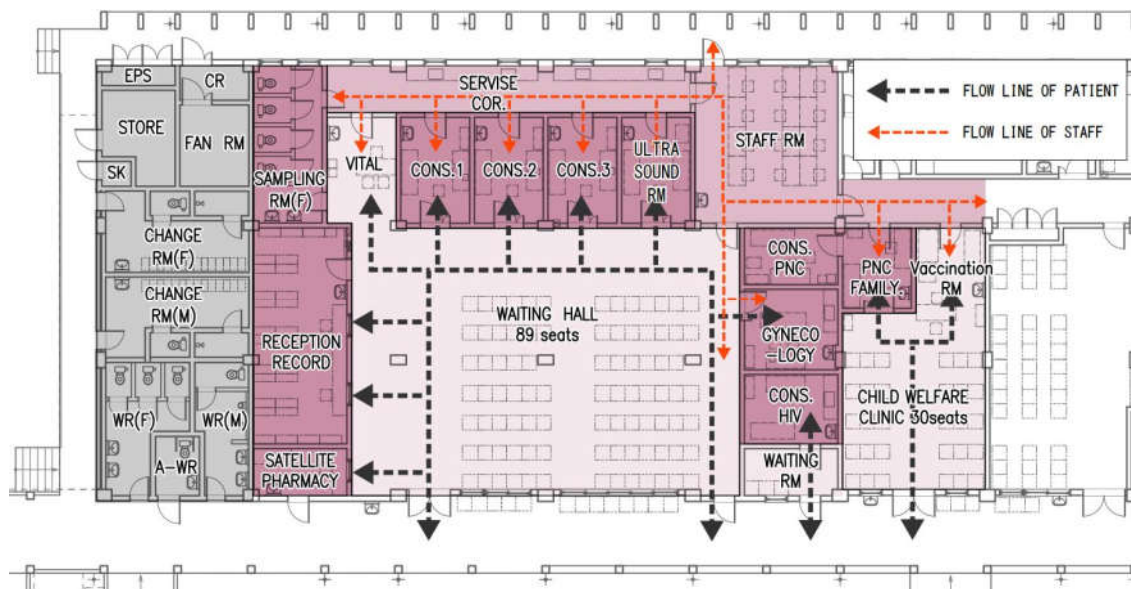 EPS
CR
STORE
FAN RM
SK
SAMPLING
RM(F)
CHANGE
RM(F)
CHANGE
RM(M)
WR(F)
WR(M)
A-WR
RECEPTION
RECORD
SATELLITE
PHARMACY
SERVISE
COR.
VITAL
CONS.1
CONS.2
CONS.3
ULTRA
SOUND
RM
STAFF RM
WAITING HALL
89 seats
CONS.
PNC
GYNECO
-LOGY
CONS.
HIV
WAITING
RM
PNC
FAMILY.
Vaccination
RM
CHILD WELFARE
CLINIC 30seats
FLOW LINE OF PATIENT
FLOW LINE OF STAFF